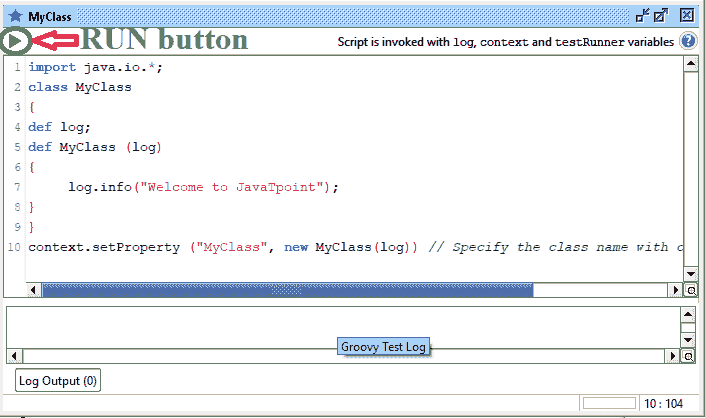 MyClass
RUN button
Script is invoked with log, context and testRunner variables
1 import java.io.*;
2 class MyClass
3 {
4 def log;
5 def MyClass (log)
6 {
7 log.info("Welcome to JavaTpoint");
8 }
9 }
10 context.setProperty ("MyClass", new MyClass(log)) // Specify the class name with
Groovy Test Log
Log Output (0)
10 : 104